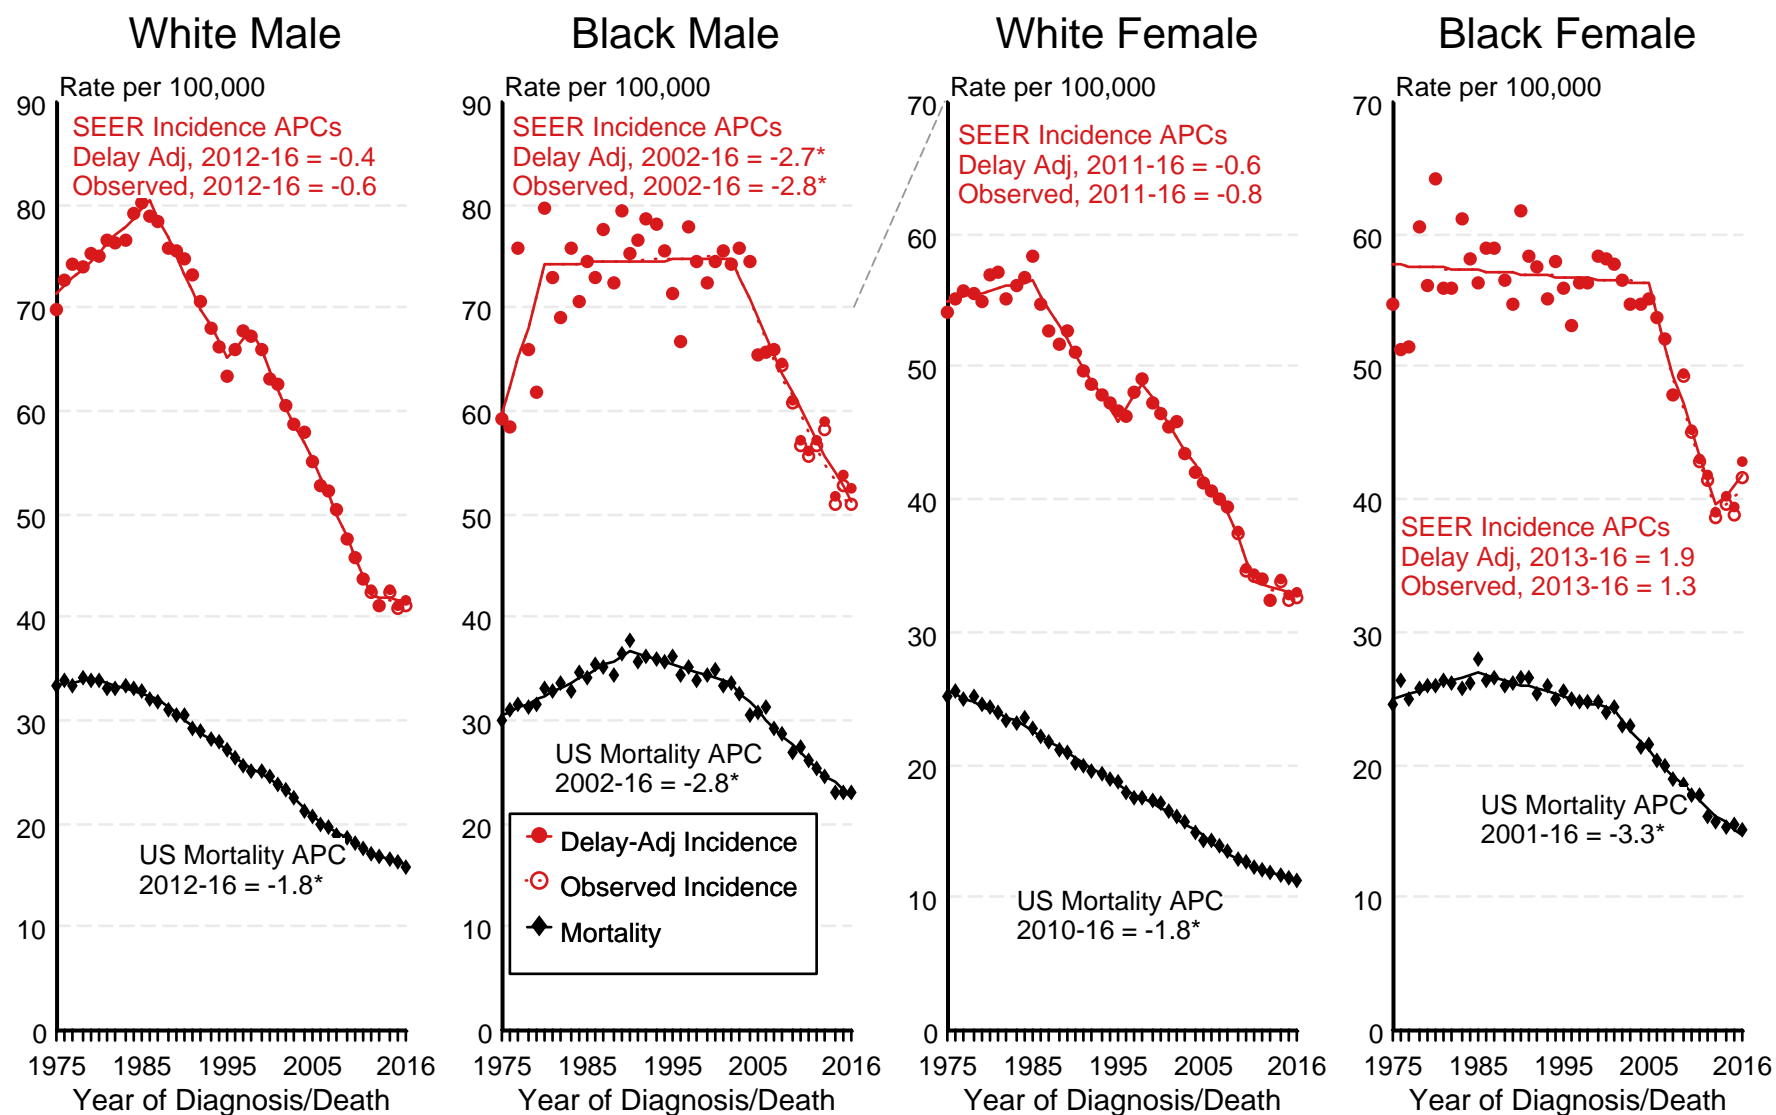 White Male
Rate per 100,000
90
80
70
60
50
40
30
20
10
0
SEER Incidence APCs
Delay Adj, 2012-16 = -0.4
Observed, 2012-16 = -0.6
US Mortality APC
2012-16 = -1.8*
1975 1985 1995 2005 2016
Year of Diagnosis/Death
Black Male
Rate per 100,000
90
80
70
60
50
40
30
20
10
0
SEER Incidence APCs
Delay Adj, 2002-16 = -2.7*
Observed, 2002-16 = -2.8*
US Mortality APC
2002-16 = -2.8*
Delay-Adj Incidence
Observed Incidence
Mortality
1975 1985 1995 2005 2016
Year of Diagnosis/Death
White Female
Rate per 100,000
70
60
50
40
30
20
10
0
SEER Incidence APCs
Delay Adj, 2011-16 = -0.6
Observed, 2011-16 = -0.8
US Mortality APC
2010-16 = -1.8*
1975 1985 1995 2005 2016
Year of Diagnosis/Death
Black Female
Rate per 100,000
70
60
50
40
30
20
10
0
SEER Incidence APCs
Delay Adj, 2013-16 = 1.9
Observed, 2013-16 = 1.3
US Mortality APC
2001-16 = -3.3*
1975 1985 1995 2005 2016
Year of Diagnosis/Death